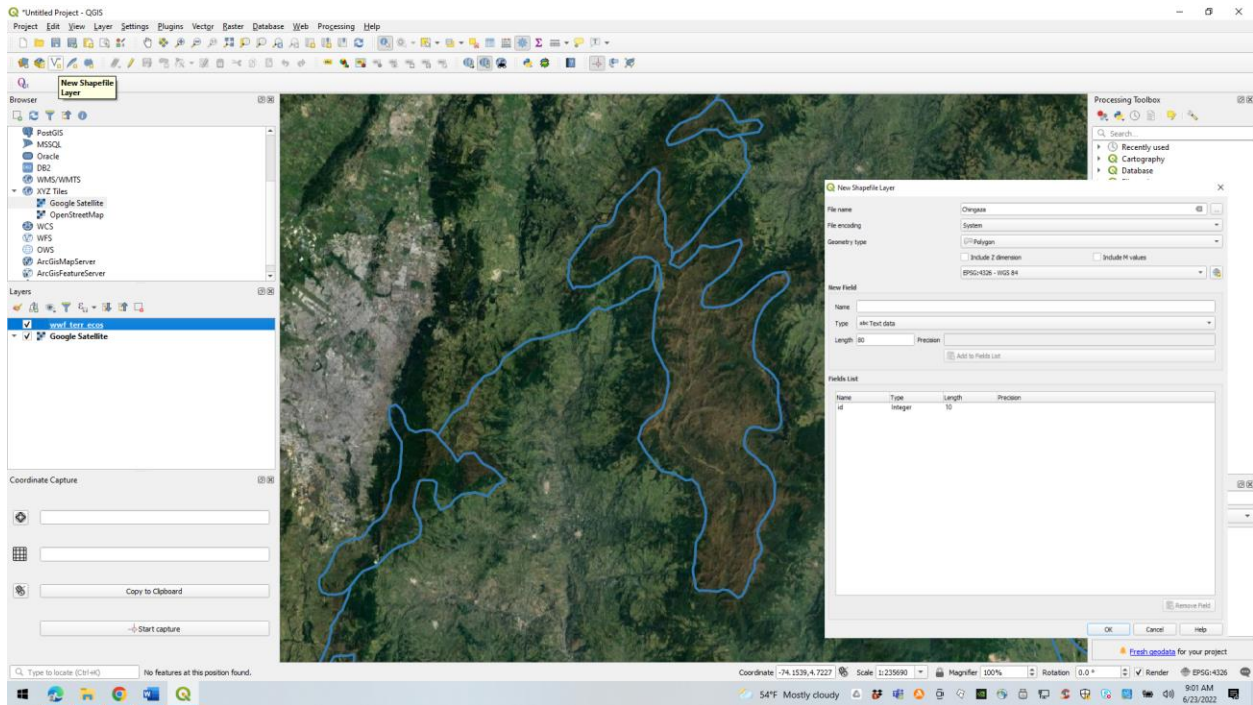 *Untitled Project - QGIS
Project Edit View Layer Settings Plugins Vector Raster Database Web Processing Help
New Shapefile
Layer
Browser
PostGIS
MSSQL
Oracle
DB2
WMS/WMTS
XYZ Tiles
Google Satellite
OpenStreetMap
WCS
WFS
OWS
ArcGisMapServer
ArcGisFeatureServer
Layers
wwf_terr_ecos
Google Satellite
Coordinate Capture
Copy to Clipboard
Start capture
Processing Toolbox
Search...
Recently used
Cartography
Database
New Shapefile Layer
File name Chingaza
File encoding System
Geometry type Polygon
Include Z dimension Include M values
EPSG:4326 - WGS 84
New Field
Name
Type abc Text data
Length 80 Precision
Add to Fields List
Fields List
Name Type Length Precision
id Integer 10
Remove Field
OK Cancel Help
Fresh geodata for your project
Type to locate (Ctrl+K) No features at this position found. Coordinate -74.1539,4.7227 Scale 1:235690 Magnifier 100% Rotation 0.0 ° Render EPSG:4326
54°F Mostly cloudy 9:01 AM
6/23/2022